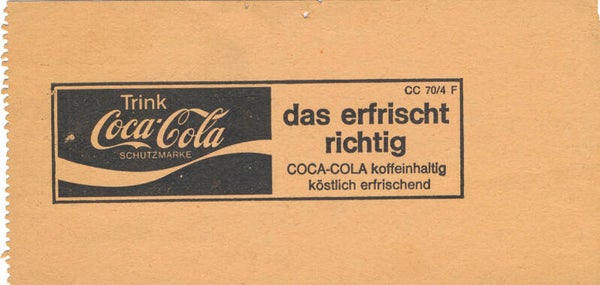 Trink
Coca-Cola
SCHUTZMARKE
CC 70/4 F
das erfrischt
richtig
COCA-COLA koffeinhaltig
köstlich erfrischend